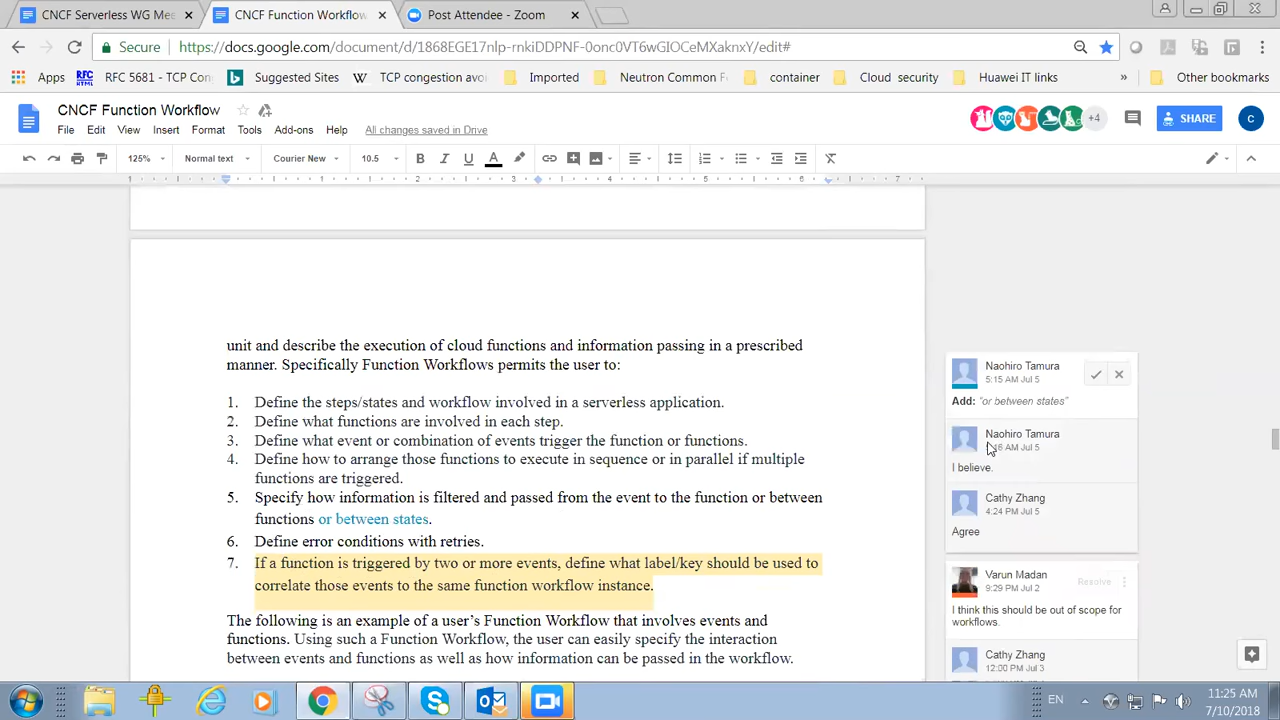 CNCF Serverless WG Mee
CNCF Function Workflow
Post Attendee - Zoom
Secure
https://docs.google.com/document/d/1868EGE17nlp-rnkiDDPNF-0onc0VT6wGIOCeMXaknxY/edit#
Apps
RFC 5681 - TCP Con
Suggested Sites
TCP congestion avo
Imported
Neutron Common
container
Cloud security
Huawei IT links
»
Other bookmarks
CNCF Function Workflow
File Edit View Insert Format Tools Add-ons Help All changes saved in Drive
+4
SHARE
C
125% Normal text Courier New 10.5
1 1 2 3 4 5 6 7
unit and describe the execution of cloud functions and information passing in a prescribed
manner. Specifically Function Workflows permits the user to:
1. Define the steps/states and workflow involved in a serverless application.
2. Define what functions are involved in each step.
3. Define what event or combination of events trigger the function or functions.
4. Define how to arrange those functions to execute in sequence or in parallel if multiple
functions are triggered.
5. Specify how information is filtered and passed from the event to the function or between
functions or between states.
6. Define error conditions with retries.
7. If a function is triggered by two or more events, define what label/key should be used to
correlate those events to the same function workflow instance.
The following is an example of a user's Function Workflow that involves events and
functions. Using such a Function Workflow, the user can easily specify the interaction
between events and functions as well as how information can be passed in the workflow.
Naohiro Tamura
5:15 AM Jul 5
Add: "or between states"
Naohiro Tamura
16 AM Jul 5
I believe.
Cathy Zhang
4:24 PM Jul 5
Agree
Varun Madan
9:29 PM Jul 2
Resolve
I think this should be out of scope for
workflows.
Cathy Zhang
12:00 PM Jul 3
EN
11:25 AM
7/10/2018